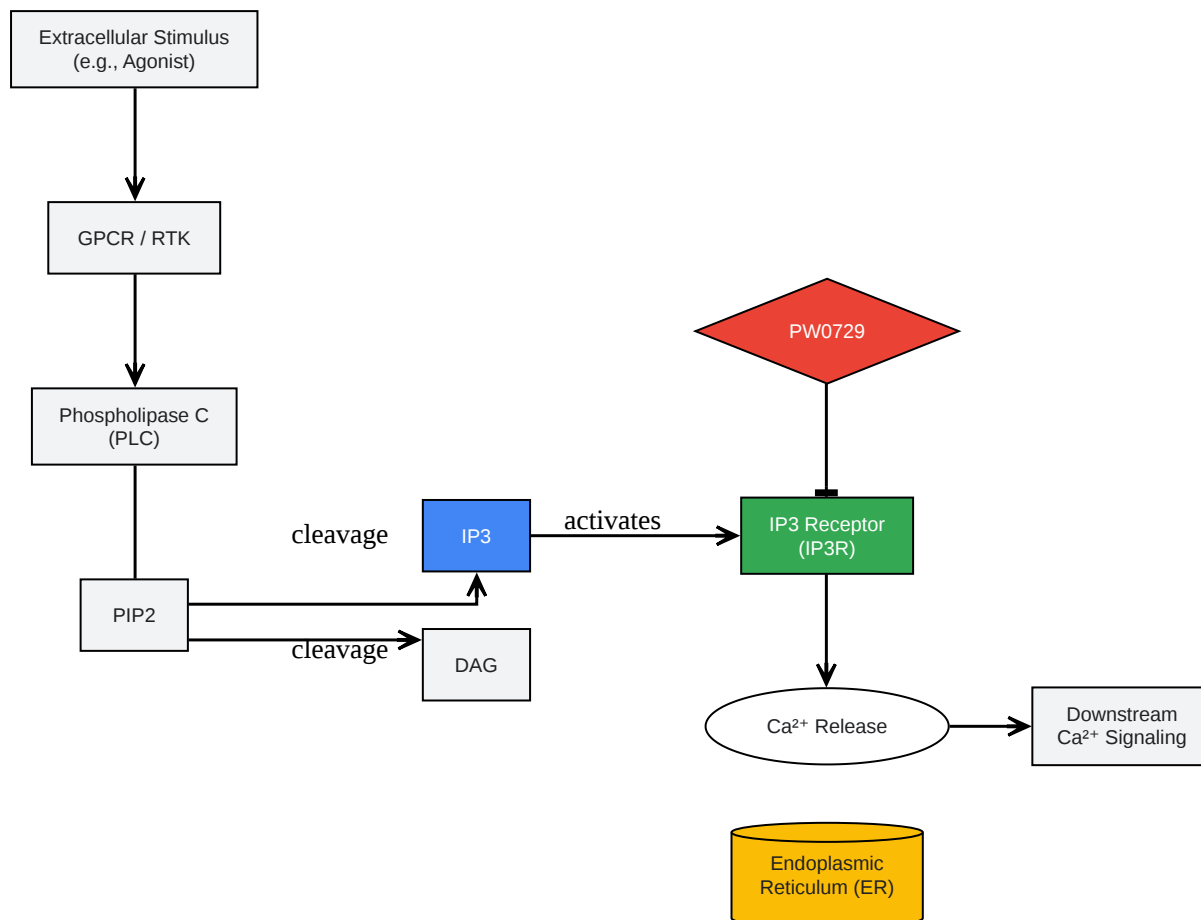 Extracellular Stimulus
(e.g., Agonist)
GPCR / RTK
PW0729
Phospholipase C
(PLC)
cleavage
IP3
activates
IP3 Receptor
(IP3R)
PIP2
cleavage
DAG
Ca²⁺ Release
Downstream
Ca²⁺ Signaling
Endoplasmic
Reticulum (ER)